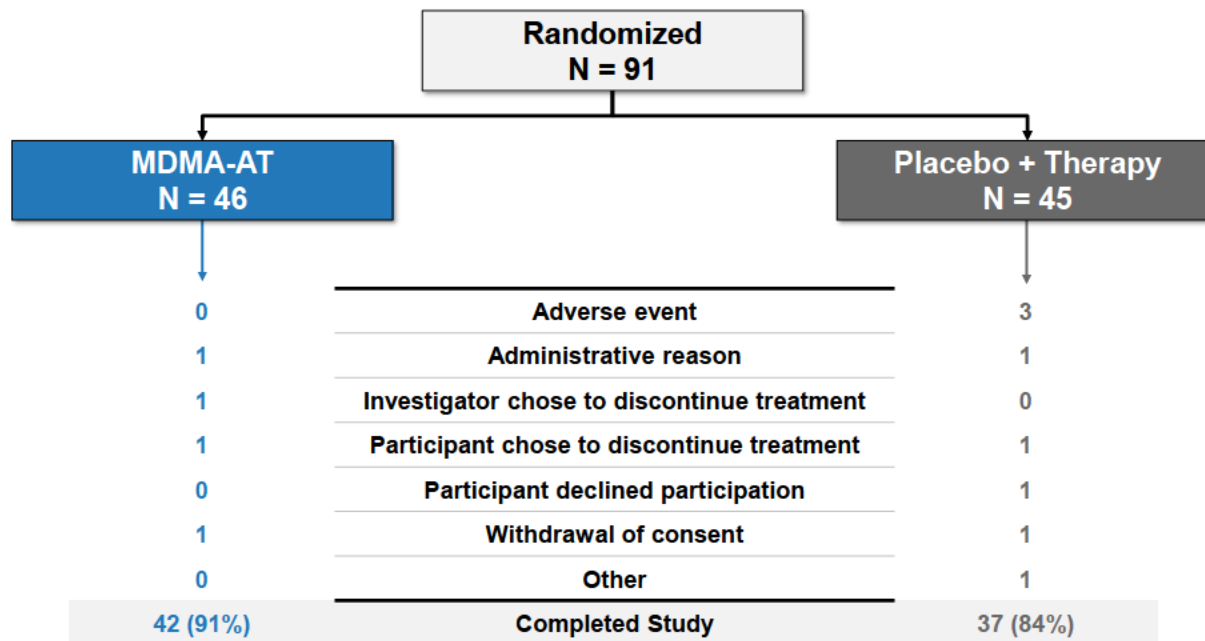 Randomized
N = 91
MDMA-AT
N = 46
Placebo + Therapy
N = 45
0 Adverse event 3
1 Administrative reason 1
1 Investigator chose to discontinue treatment 0
1 Participant chose to discontinue treatment 1
0 Participant declined participation 1
1 Withdrawal of consent 1
0 Other 1
42 (91%) Completed Study 37 (84%)